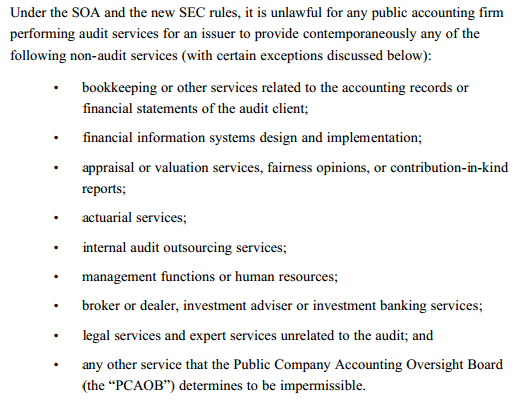 Under the SOA and the new SEC rules, it is unlawful for any public accounting firm
performing audit services for an issuer to provide contemporaneously any of the
following non-audit services (with certain exceptions discussed below):
• bookkeeping or other services related to the accounting records or
financial statements of the audit client;
• financial information systems design and implementation;
• appraisal or valuation services, fairness opinions, or contribution-in-kind
reports;
• actuarial services;
• internal audit outsourcing services;
• management functions or human resources;
• broker or dealer, investment adviser or investment banking services;
• legal services and expert services unrelated to the audit; and
• any other service that the Public Company Accounting Oversight Board
(the “PCAOB”) determines to be impermissible.